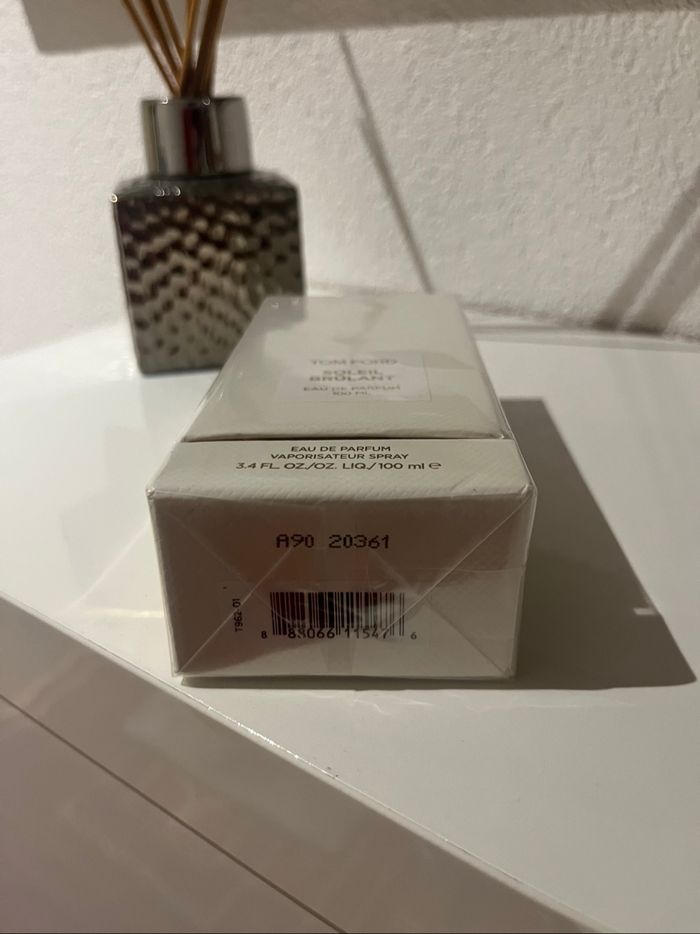 TOM FORD
SOLEIL
BRÛLANT
EAU DE PARFUM
100 ML
EAU DE PARFUM
VAPORISATEUR SPRAY
3.4 FL. OZ./OZ. LIQ./100 ml ℮
A90 20361
T962 01
8 88066 11547 6